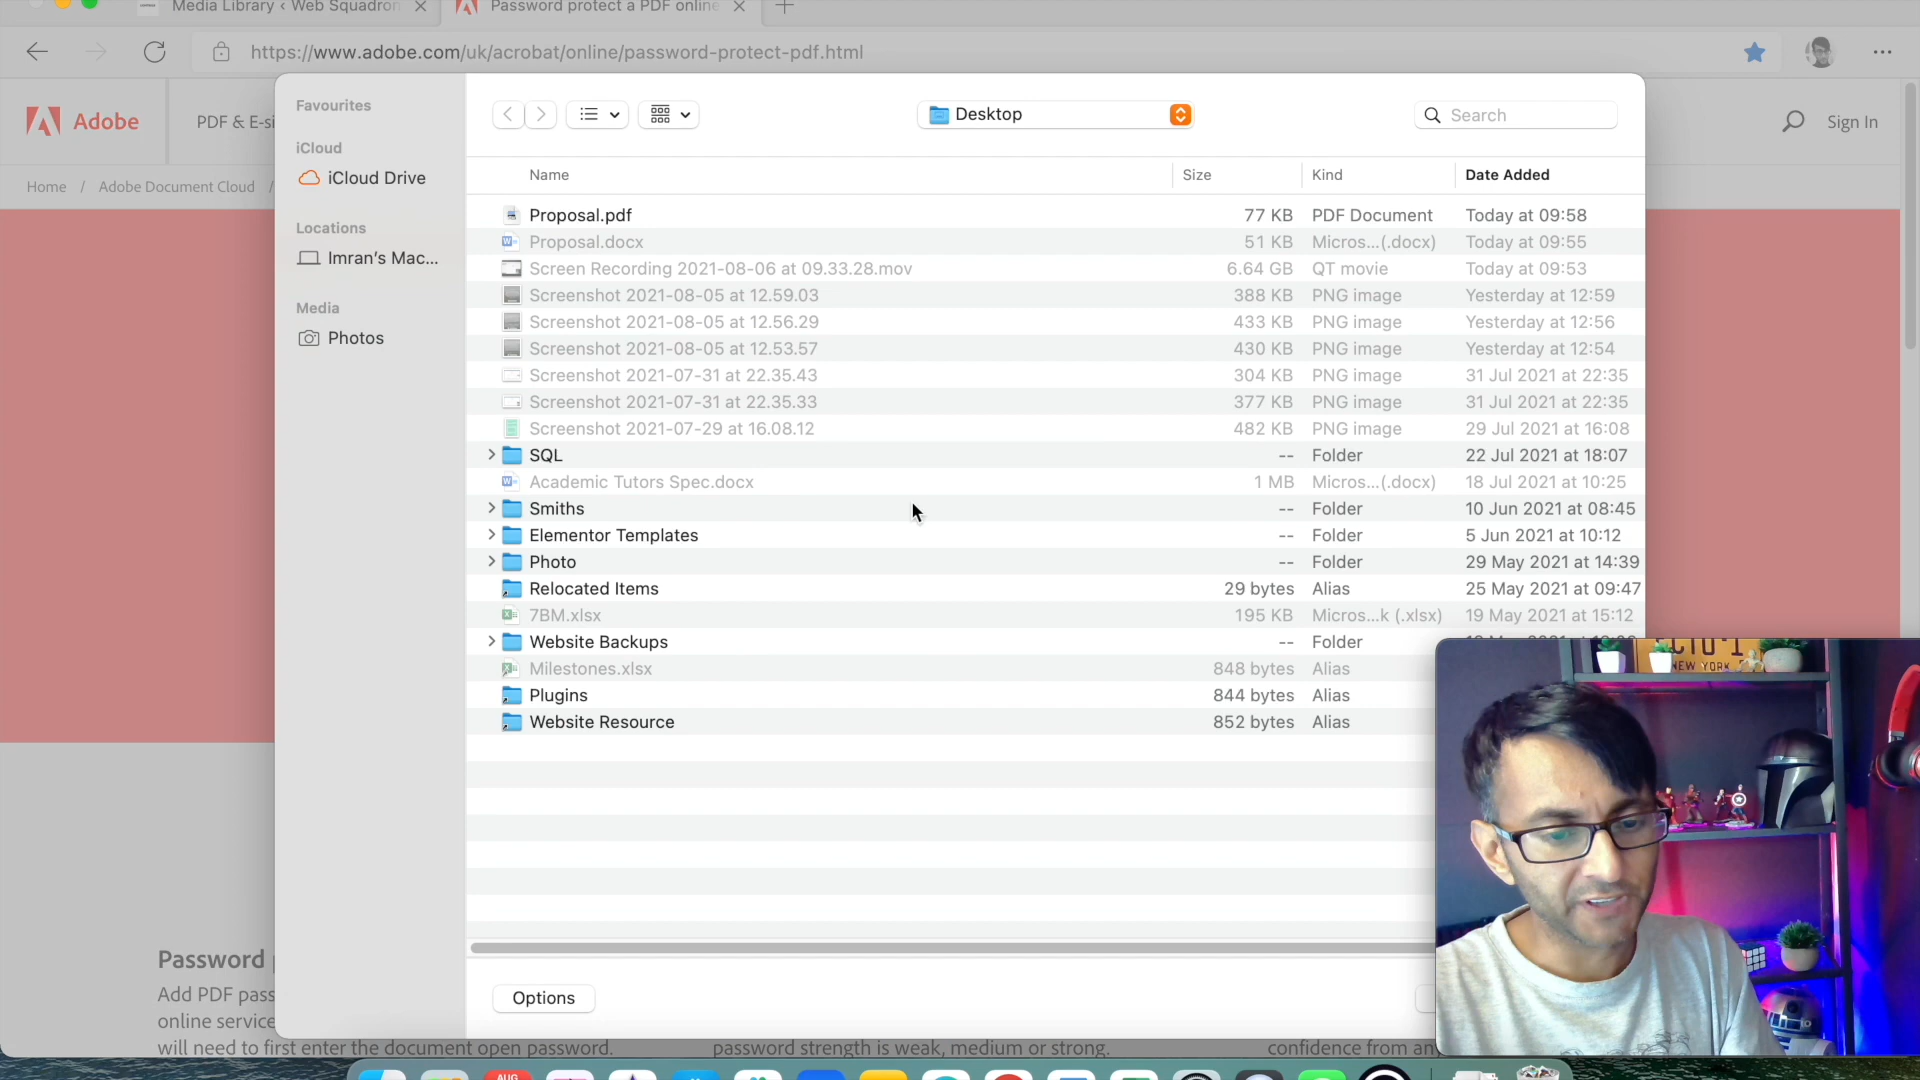 Media Library ‹ Web Squadron
Password protect a PDF online
https://www.adobe.com/uk/acrobat/online/password-protect-pdf.html
Adobe
PDF & E-si
Sign In
Home / Adobe Document Cloud /
Favourites
iCloud
iCloud Drive
Locations
Imran's Mac...
Media
Photos
Desktop
Search
Name Size Kind Date Added
Proposal.pdf 77 KB PDF Document Today at 09:58
Proposal.docx 51 KB Micros...(.docx) Today at 09:55
Screen Recording 2021-08-06 at 09.33.28.mov 6.64 GB QT movie Today at 09:53
Screenshot 2021-08-05 at 12.59.03 388 KB PNG image Yesterday at 12:59
Screenshot 2021-08-05 at 12.56.29 433 KB PNG image Yesterday at 12:56
Screenshot 2021-08-05 at 12.53.57 430 KB PNG image Yesterday at 12:54
Screenshot 2021-07-31 at 22.35.43 304 KB PNG image 31 Jul 2021 at 22:35
Screenshot 2021-07-31 at 22.35.33 377 KB PNG image 31 Jul 2021 at 22:35
Screenshot 2021-07-29 at 16.08.12 482 KB PNG image 29 Jul 2021 at 16:08
SQL -- Folder 22 Jul 2021 at 18:07
Academic Tutors Spec.docx 1 MB Micros...(.docx) 18 Jul 2021 at 10:25
Smiths -- Folder 10 Jun 2021 at 08:45
Elementor Templates -- Folder 5 Jun 2021 at 10:12
Photo -- Folder 29 May 2021 at 14:39
Relocated Items 29 bytes Alias 25 May 2021 at 09:47
7BM.xlsx 195 KB Micros...k (.xlsx) 19 May 2021 at 15:12
Website Backups -- Folder
Milestones.xlsx 848 bytes Alias
Plugins 844 bytes Alias
Website Resource 852 bytes Alias
NEW YORK
Options
Password
Add PDF pass
online service
will need to first enter the document open password.
password strength is weak, medium or strong.
confidence from any
AUG